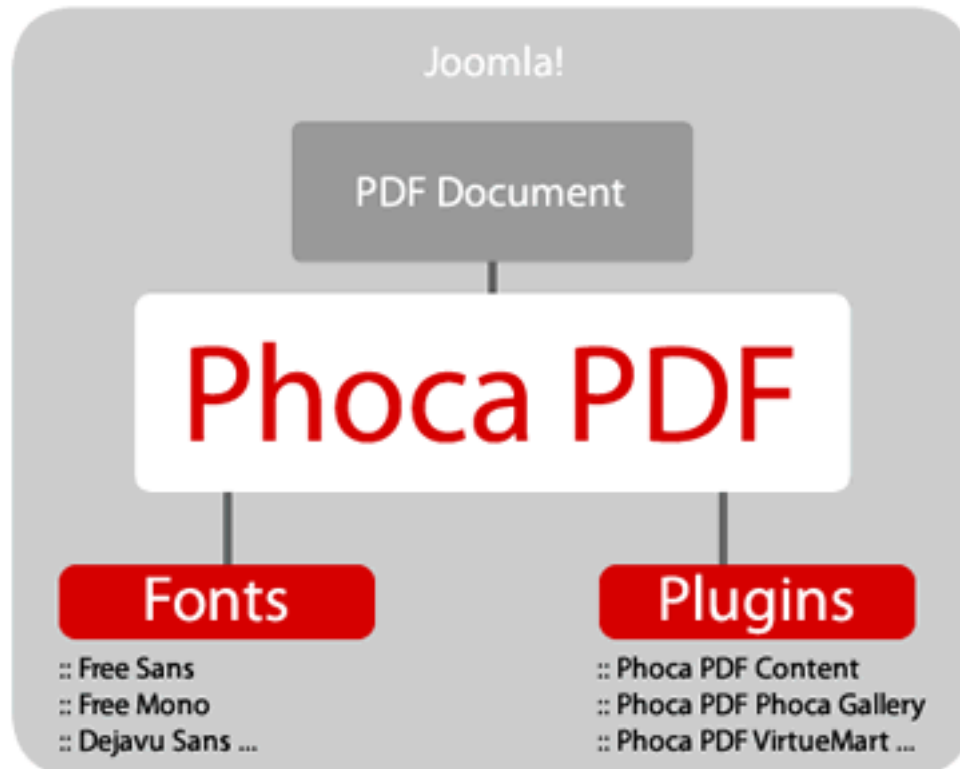 Joomla!
PDF Document
Phoca PDF
Fonts
:: Free Sans
:: Free Mono
:: Dejavu Sans ...
Plugins
:: Phoca PDF Content
:: Phoca PDF Phoca Gallery
:: Phoca PDF VirtueMart ...